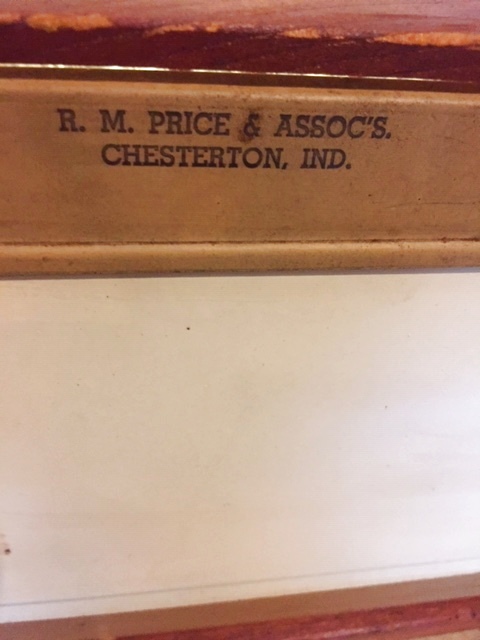 R. M. PRICE & ASSOC'S.
CHESTERTON, IND.